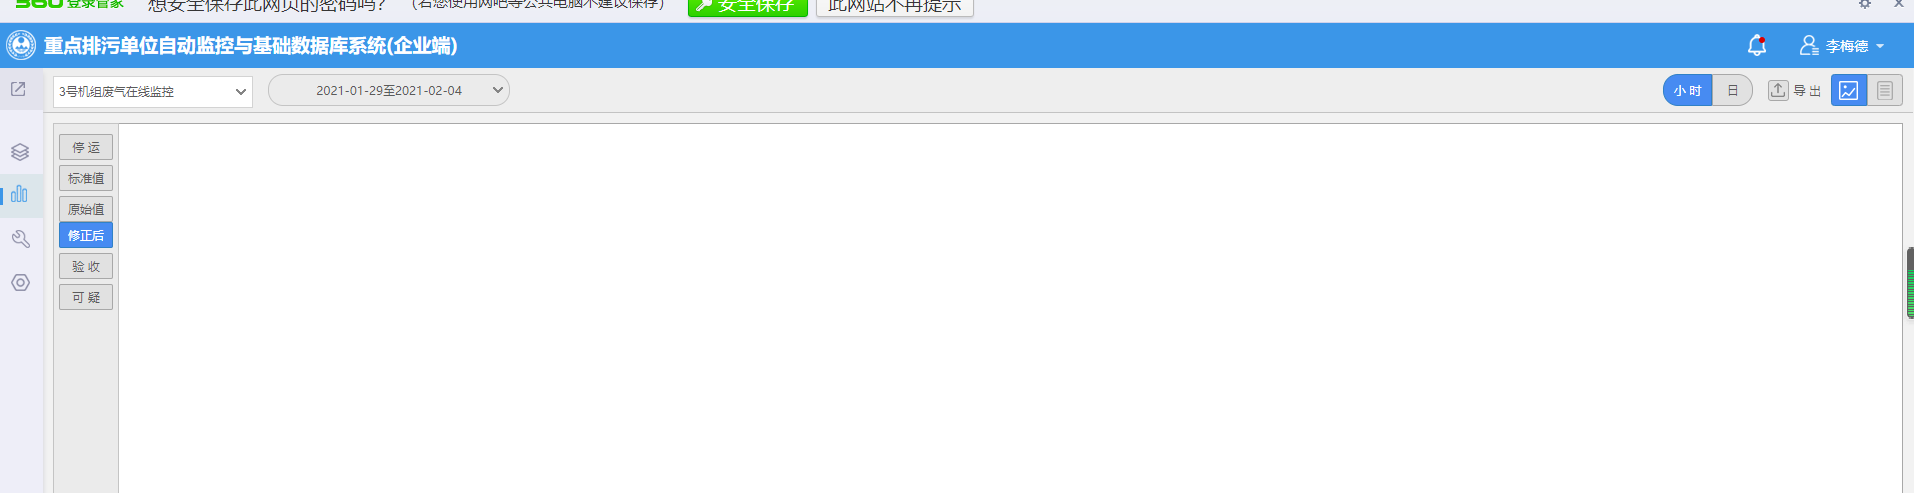 360登录管家 想安全保存此网页的密码吗？ （若您使用网吧等公共电脑不建议保存） 安全保存 此网站不再提示
重点排污单位自动监控与基础数据库系统(企业端) 李梅德
3号机组废气在线监控 2021-01-29至2021-02-04 小时 日 导出
停运
标准值
原始值
修正后
验收
可疑